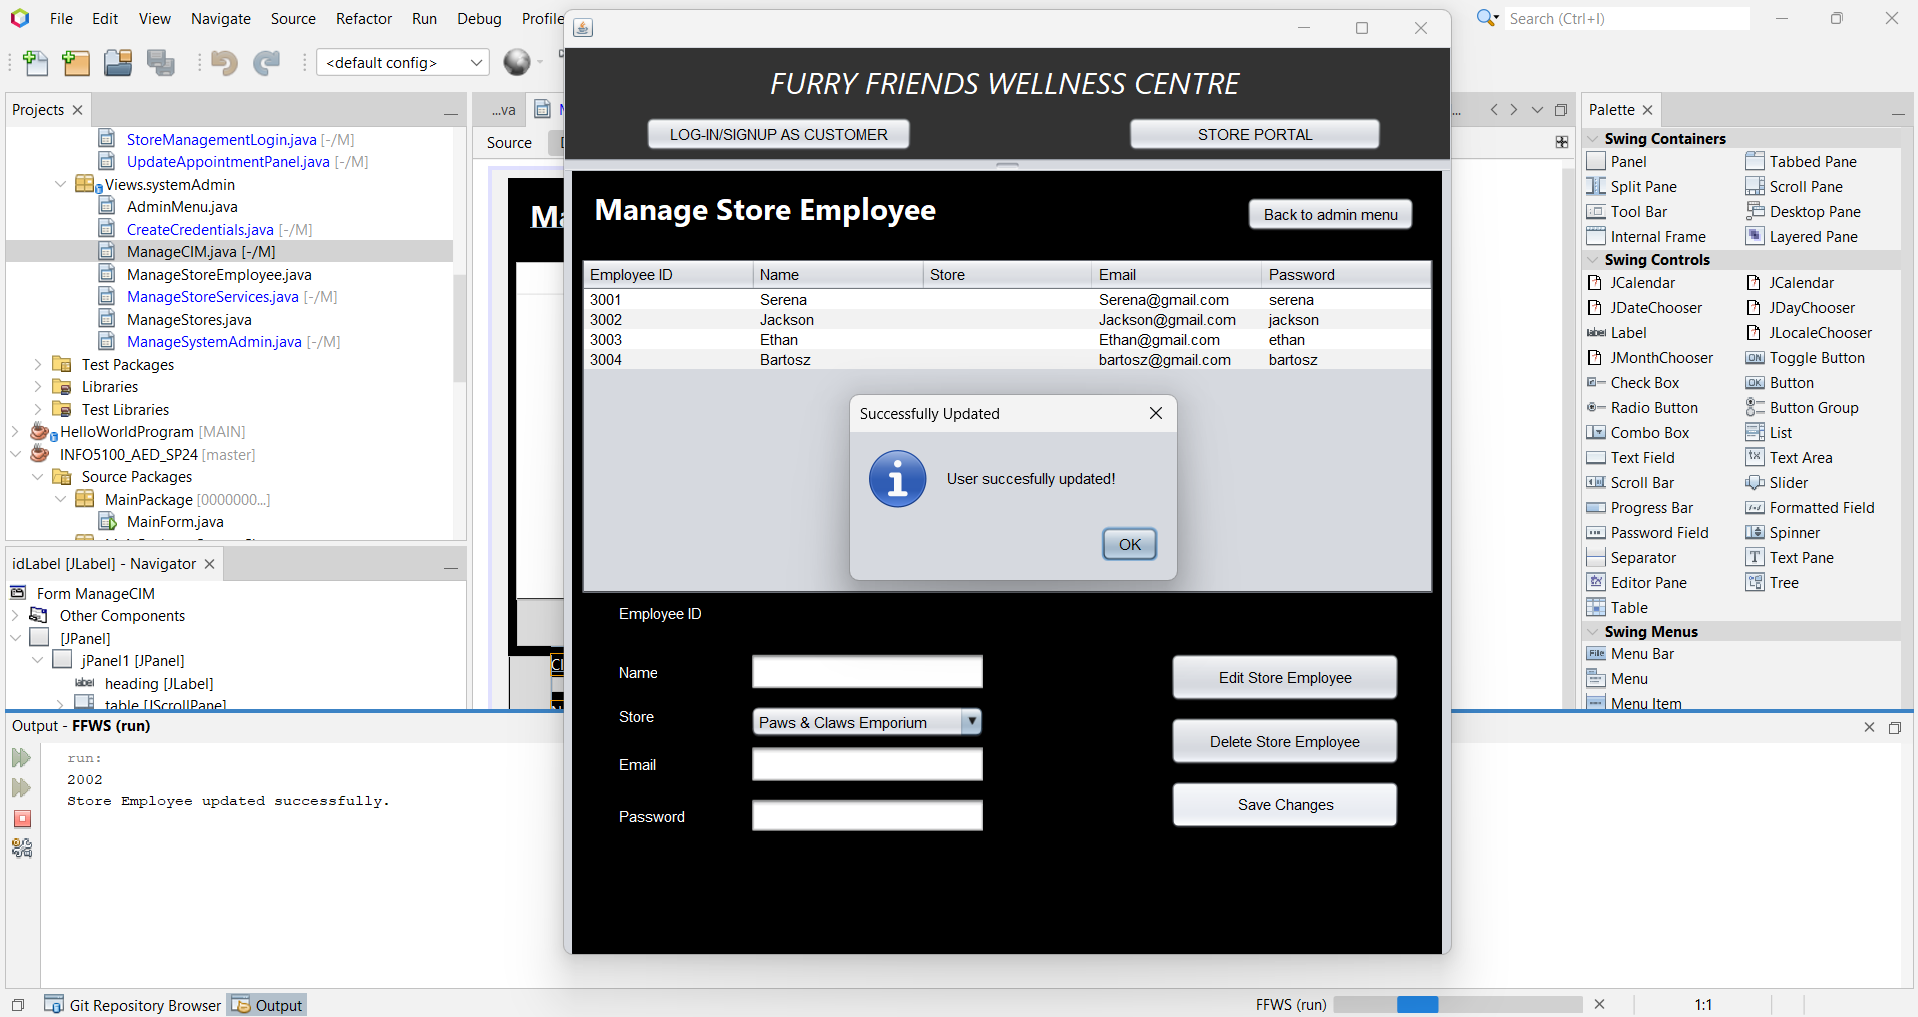 File Edit View Navigate Source Refactor Run Debug Profile
Search (Ctrl+I)
<default config>
Projects
StoreManagementLogin.java [-/M]
UpdateAppointmentPanel.java [-/M]
Views.systemAdmin
AdminMenu.java
CreateCredentials.java [-/M]
ManageCIM.java [-/M]
ManageStoreEmployee.java
ManageStoreServices.java [-/M]
ManageStores.java
ManageSystemAdmin.java [-/M]
Test Packages
Libraries
Test Libraries
HelloWorldProgram [MAIN]
INFO5100_AED_SP24 [master]
Source Packages
MainPackage [0000000...]
MainForm.java
idLabel [JLabel] - Navigator
Form ManageCIM
Other Components
[JPanel]
jPanel1 [JPanel]
heading [JLabel]
table [JScrollPane]
...va
Source
FURRY FRIENDS WELLNESS CENTRE
LOG-IN/SIGNUP AS CUSTOMER
STORE PORTAL
Manage Store Employee
Back to admin menu
Employee ID Name Store Email Password
3001 Serena Serena@gmail.com serena
3002 Jackson Jackson@gmail.com jackson
3003 Ethan Ethan@gmail.com ethan
3004 Bartosz bartosz@gmail.com bartosz
Successfully Updated
User succesfully updated!
OK
Employee ID
Name
Store
Paws & Claws Emporium
Email
Password
Edit Store Employee
Delete Store Employee
Save Changes
Palette
Swing Containers
Panel Tabbed Pane
Split Pane Scroll Pane
Tool Bar Desktop Pane
Internal Frame Layered Pane
Swing Controls
JCalendar JCalendar
JDateChooser JDayChooser
label Label JLocaleChooser
JMonthChooser ON Toggle Button
Check Box OK Button
Radio Button Button Group
Combo Box List
Text Field Text Area
Scroll Bar Slider
Progress Bar Formatted Field
Password Field Spinner
Separator Text Pane
Editor Pane Tree
Table
Swing Menus
File Menu Bar
Menu
Menu Item
Output - FFWS (run)
run:
2002
Store Employee updated successfully.
Git Repository Browser
Output
FFWS (run)
1:1